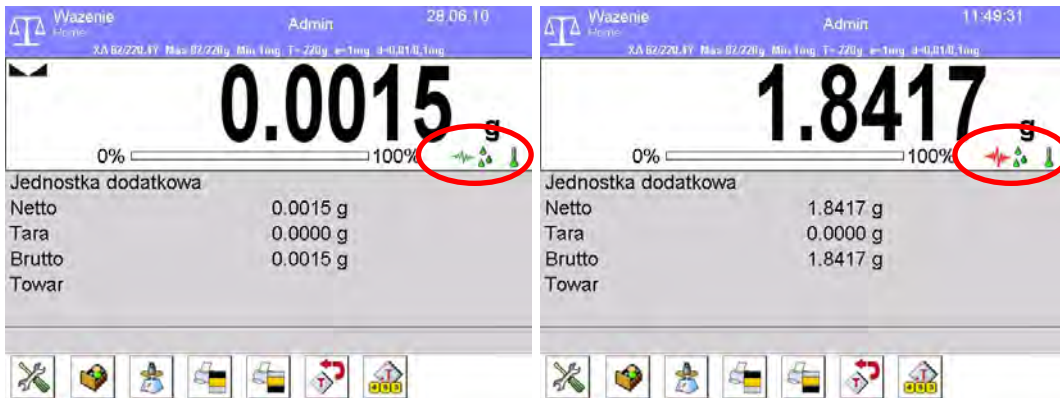 Wazenie
Home
Admin
28.06.10
XA 82/220.4Y Max 82/220g Min 1mg T=-220g e=1mg d=0,01/0,1mg
0.0015 g
0% 100%
Jednostka dodatkowa
Netto 0.0015 g
Tara 0.0000 g
Brutto 0.0015 g
Towar
T
T
Wazenie
Home
Admin
11:49:31
XA 82/220.4Y Max 82/220g Min 1mg T=-220g e=1mg d=0,01/0,1mg
1.8417 g
0% 100%
Jednostka dodatkowa
Netto 1.8417 g
Tara 0.0000 g
Brutto 1.8417 g
Towar
T
T